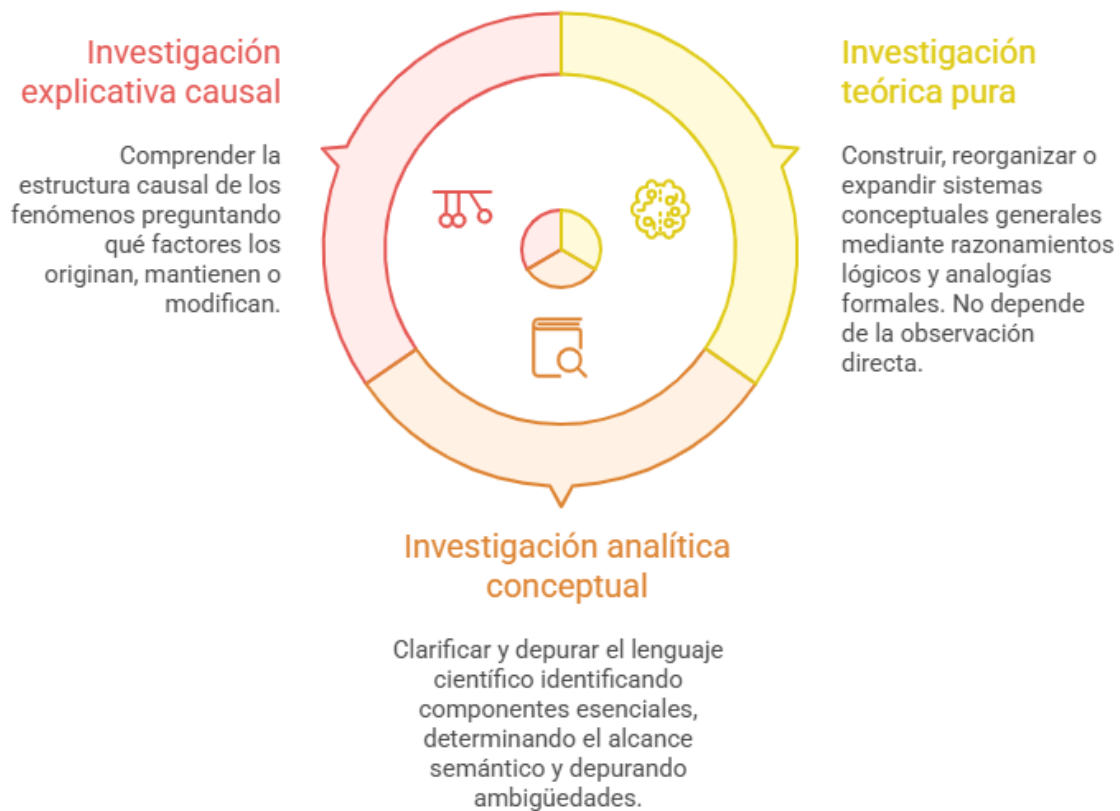 Investigación
explicativa causal
Comprender la
estructura causal de los
fenómenos preguntando
qué factores los
originan, mantienen o
modifican.
Investigación
teórica pura
Construir, reorganizar o
expandir sistemas
conceptuales generales
mediante razonamientos
lógicos y analogías
formales. No depende
de la observación
directa.
Investigación analítica
conceptual
Clarificar y depurar el lenguaje
científico identificando
componentes esenciales,
determinando el alcance
semántico y depurando
ambigüedades.